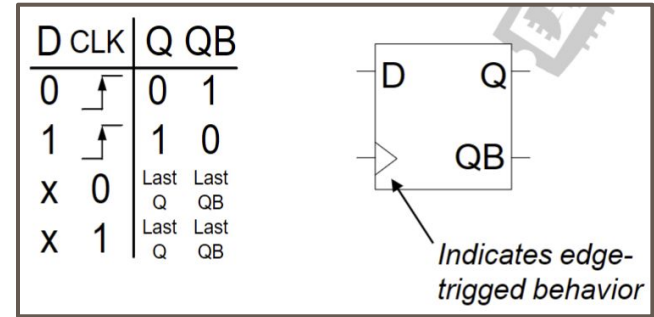 D CLK Q QB
0 0 1
1 1 0
x 0 Last Q Last QB
x 1 Last Q Last QB
D Q
QB
Indicates edge-
trigged behavior